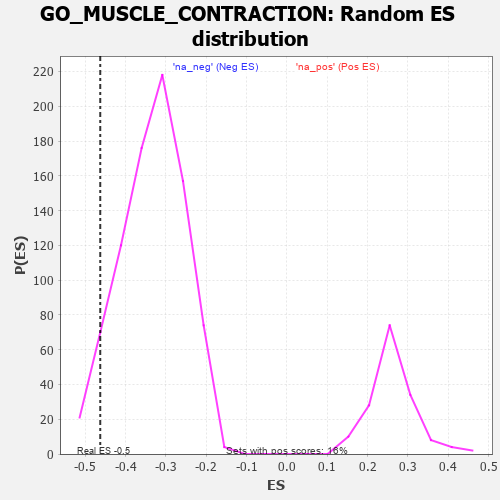 GO_MUSCLE_CONTRACTION: Random ES
distribution
'na_neg' (Neg ES) 'na_pos' (Pos ES)
220
200
180
160
140
120
100
80
60
40
20
0
P(ES)
Real ES -0.5 Sets with pos scores: 16%
-0.5 -0.4 -0.3 -0.2 -0.1 0.0 0.1 0.2 0.3 0.4 0.5
ES